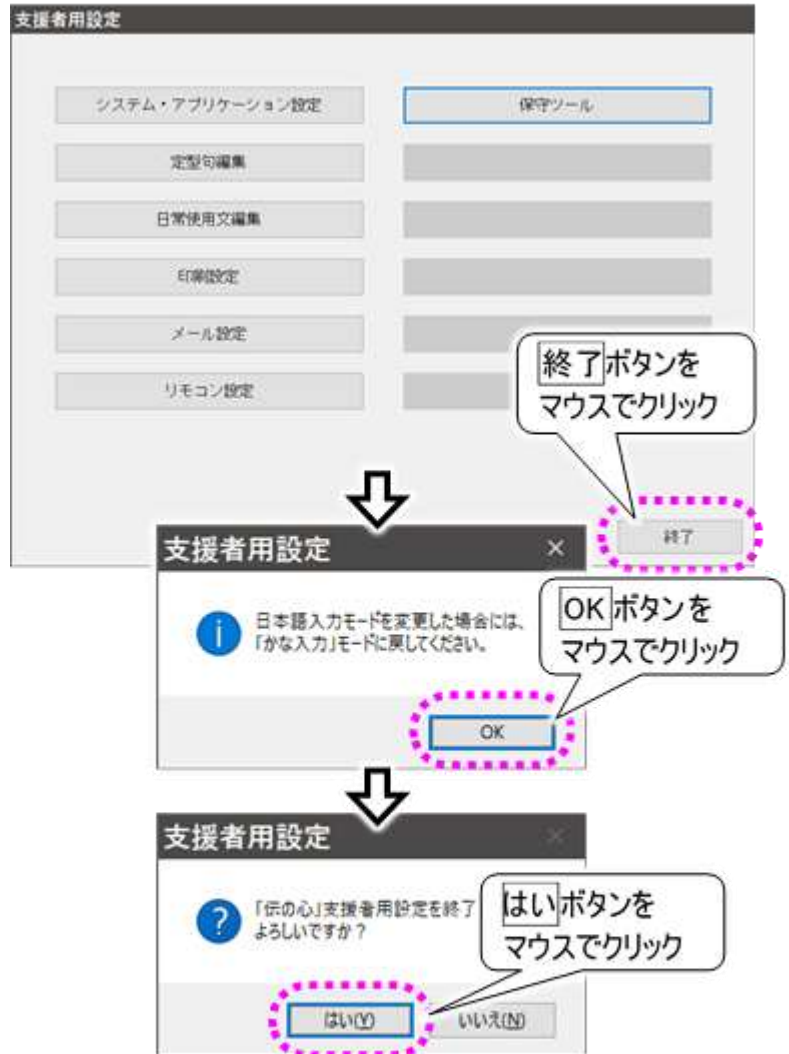 支援者用設定
システム・アプリケーション設定
保守ツール
定型句編集
日常使用文編集
印刷設定
メール設定
リモコン設定
終了ボタンを
マウスでクリック
終了
支援者用設定
×
日本語入力モードを変更した場合には、
「かな入力」モードに戻してください。
OKボタンを
マウスでクリック
OK
支援者用設定
×
「伝の心」支援者用設定を終了
よろしいですか？
はいボタンを
マウスでクリック
はい(Y)
いいえ(N)